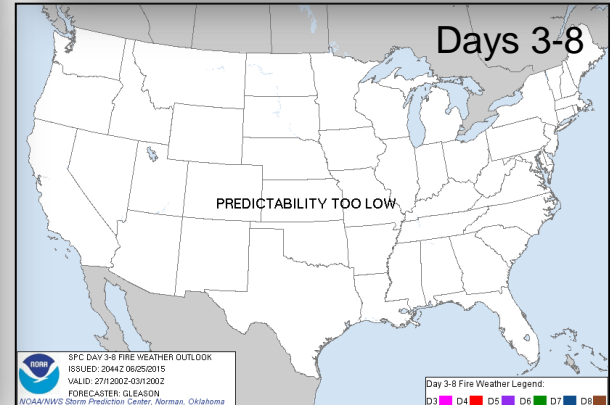 Days 3-8
PREDICTABILITY TOO LOW
NOAA
SPC DAY 3-8 FIRE WEATHER OUTLOOK
ISSUED: 2044Z 06/25/2015
VALID: 27/1200Z-03/1200Z
FORECASTER: GLEASON
NOAA/NWS Storm Prediction Center, Norman, Oklahoma
Day 3-8 Fire Weather Legend:
D3 D4 D5 D6 D7 D8